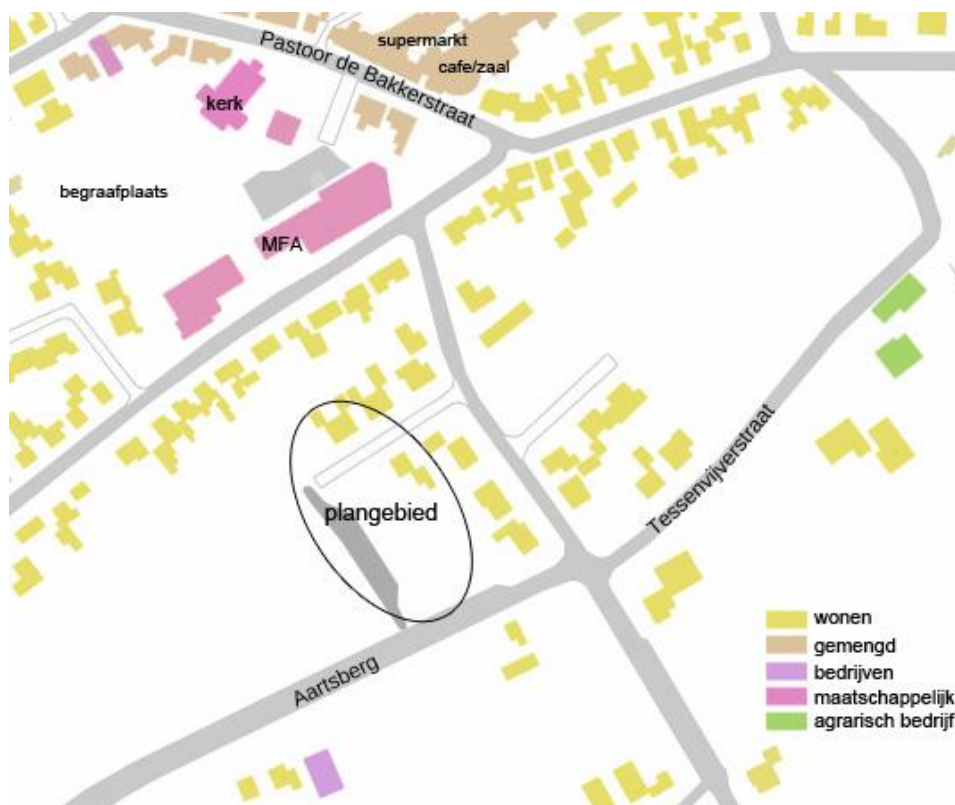 supermarkt
cafe/zaal
Pastoor de Bakkerstraat
kerk
begraafplaats
MFA
Tessenvijverstraat
plangebied
Aartsberg
wonen
gemengd
bedrijven
maatschappelijk
agrarisch bedrijf